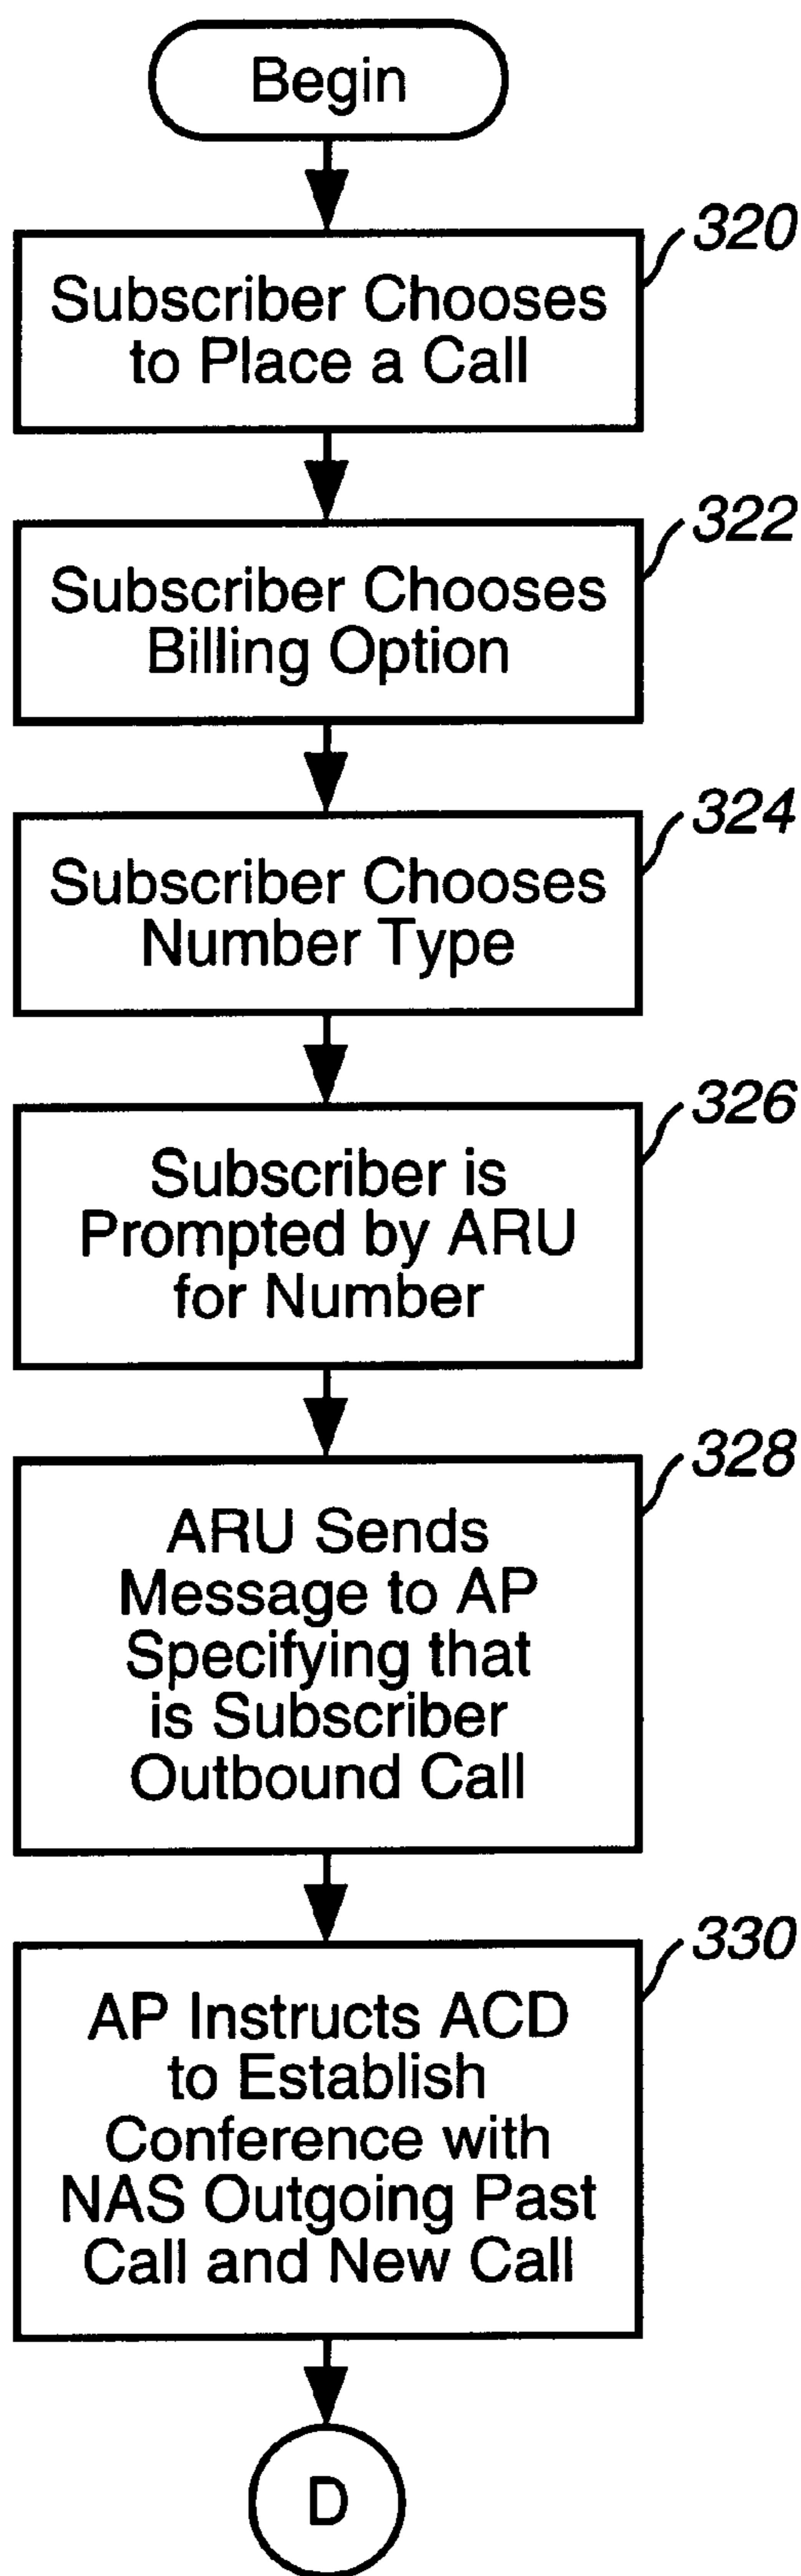 Begin
320
Subscriber Chooses
to Place a Call
322
Subscriber Chooses
Billing Option
324
Subscriber Chooses
Number Type
326
Subscriber is
Prompted by ARU
for Number
328
ARU Sends
Message to AP
Specifying that
is Subscriber
Outbound Call
330
AP Instructs ACD
to Establish
Conference with
NAS Outgoing Past
Call and New Call
D